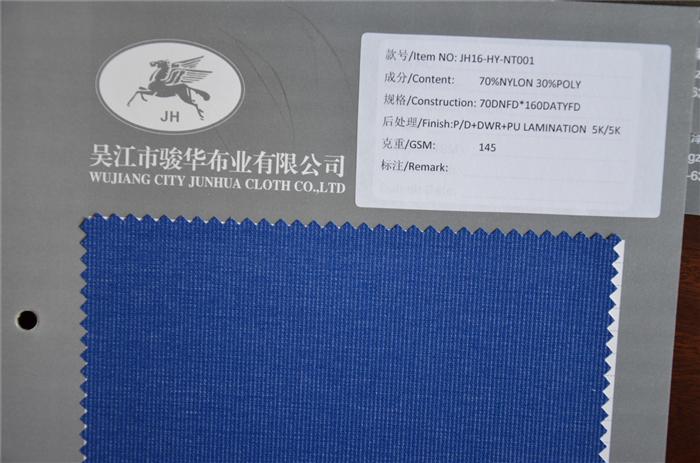 JH
吴江市骏华布业有限公司
WUJIANG CITY JUNHUA CLOTH CO.,LTD
款号/Item NO: JH16-HY-NT001
成分/Content: 70%NYLON 30%POLY
规格/Construction: 70DNFD*160DATYFD
后处理/Finish:P/D+DWR+PU LAMINATION 5K/5K
克重/GSM: 145
标注/Remark: